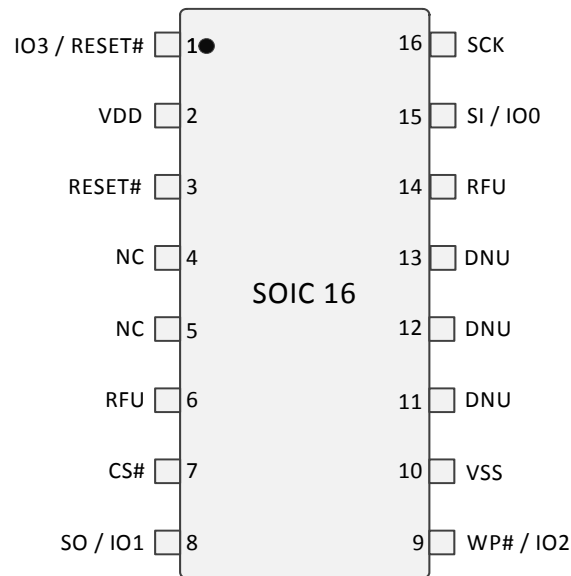 IO3 / RESET# 1 16 SCK
VDD 2 15 SI / IO0
RESET# 3 14 RFU
NC 4 13 DNU
SOIC 16
NC 5 12 DNU
RFU 6 11 DNU
CS# 7 10 VSS
SO / IO1 8 9 WP# / IO2